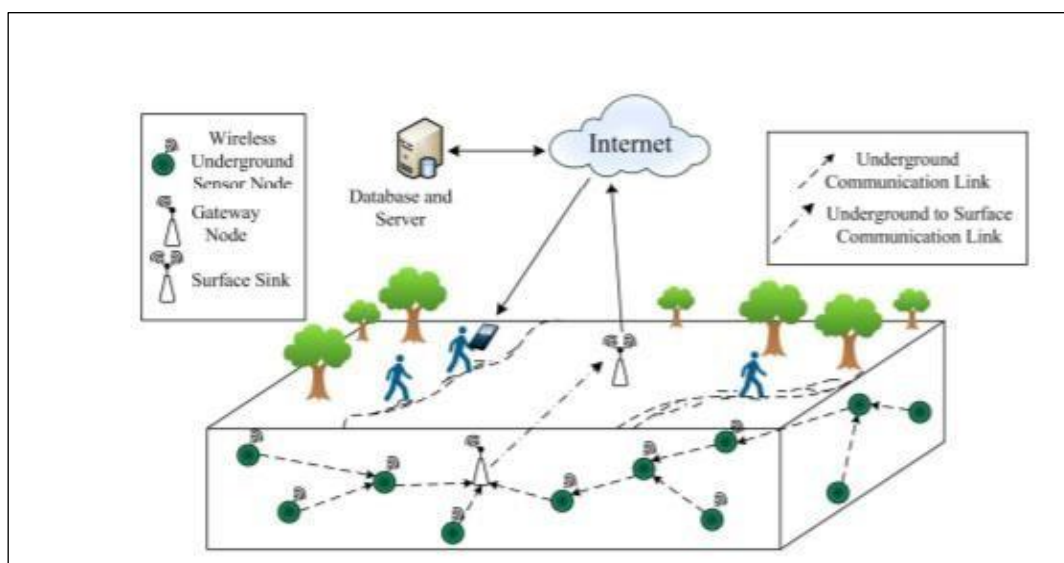 Wireless
Underground
Sensor Node
Gateway
Node
Surface Sink
Database and
Server
Internet
Underground
Communication Link
Underground to Surface
Communication Link